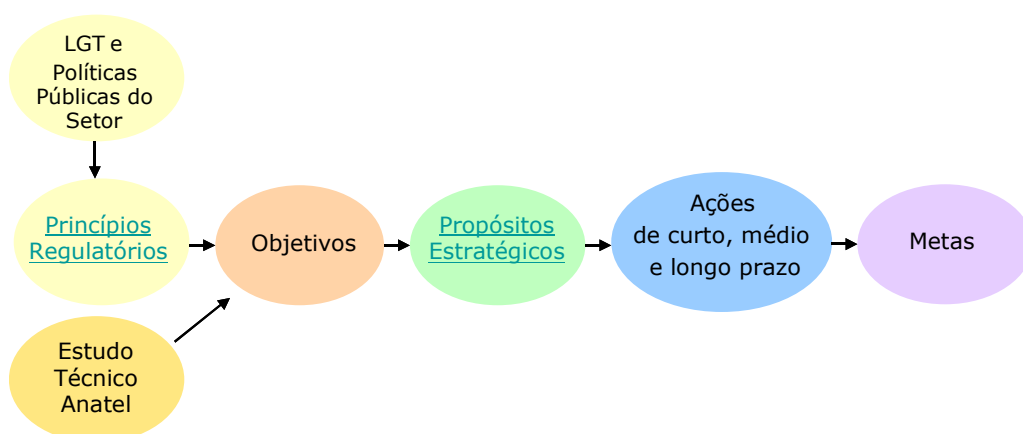 LGT e
Políticas
Públicas do
Setor
Princípios
Regulatórios
Objetivos
Propósitos
Estratégicos
Ações
de curto, médio
e longo prazo
Metas
Estudo
Técnico
Anatel